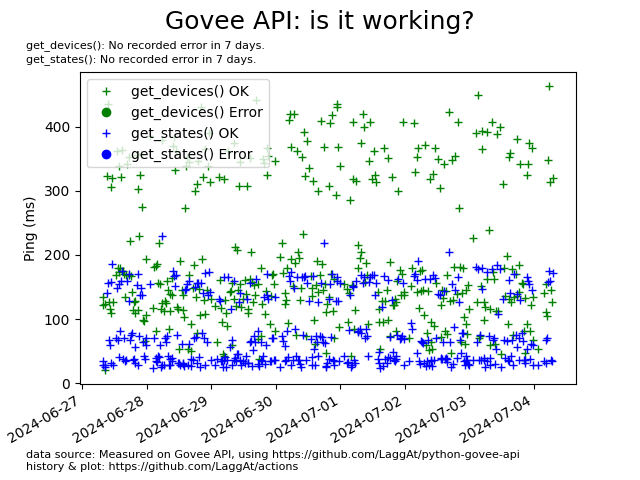 Govee API: is it working?
get_devices(): No recorded error in 7 days.
get_states(): No recorded error in 7 days.
get_devices() OK
get_devices() Error
get_states() OK
get_states() Error
Ping (ms)
400
300
200
100
0
2024-06-27
2024-06-28
2024-06-29
2024-06-30
2024-07-01
2024-07-02
2024-07-03
2024-07-04
data source: Measured on Govee API, using https://github.com/LaggAt/python-govee-api
history & plot: https://github.com/LaggAt/actions